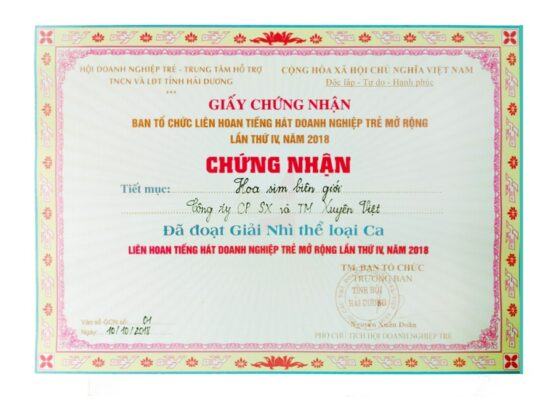 HỘI DOANH NGHIỆP TRẺ - TRUNG TÂM HỖ TRỢ
TNCN VÀ LĐT TỈNH HẢI DƯƠNG
***
CỘNG HÒA XÃ HỘI CHỦ NGHĨA VIỆT NAM
Độc lập - Tự do - Hạnh phúc
GIẤY CHỨNG NHẬN
BAN TỔ CHỨC LIÊN HOAN TIẾNG HÁT DOANH NGHIỆP TRẺ MỞ RỘNG
LẦN THỨ IV, NĂM 2018
CHỨNG NHẬN
Tiết mục: Hoa sim biên giới
Công ty CP SX và TM Xuyên Việt
Đã đoạt Giải Nhì thể loại Ca
LIÊN HOAN TIẾNG HÁT DOANH NGHIỆP TRẺ MỞ RỘNG LẦN THỨ IV, NĂM 2018
TM. BAN TỔ CHỨC
TRƯỞNG BAN
TỈNH HỘI
HẢI DƯƠNG
Vào sổ GCN số: 01
Ngày: 10/10/2018
Nguyễn Xuân Đoàn
PHÓ CHỦ TỊCH HỘI DOANH NGHIỆP TRẺ